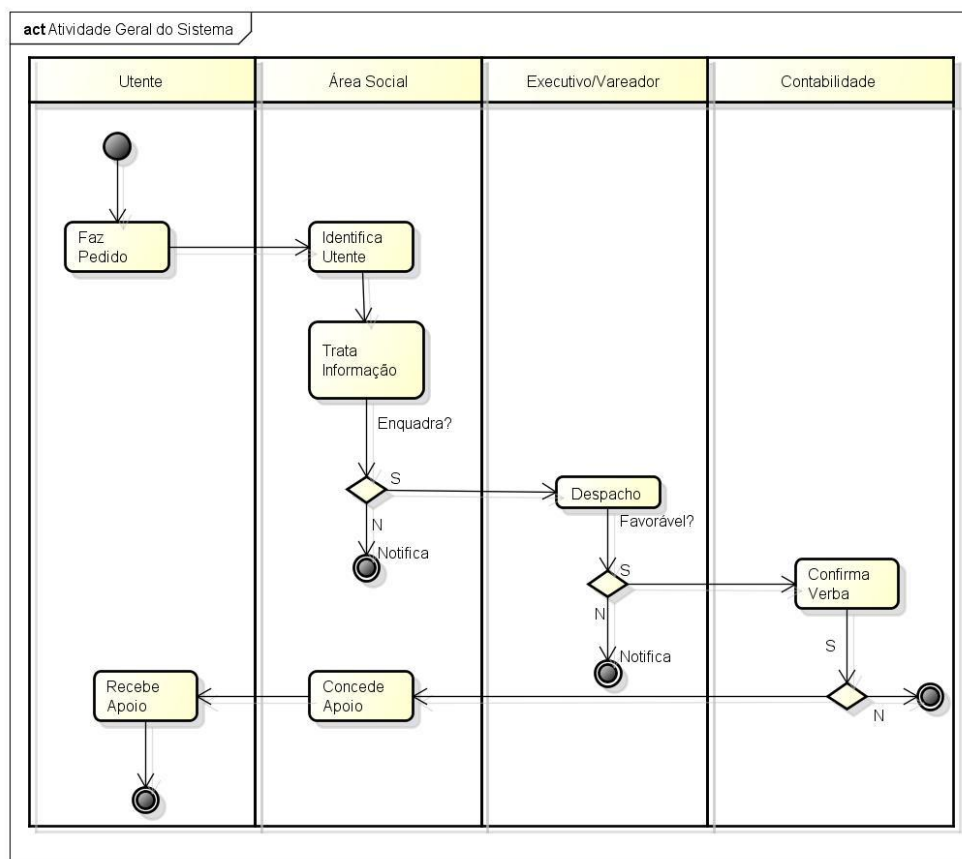 act Atividade Geral do Sistema
Utente
Área Social
Executivo/Vareador
Contabilidade
Faz
Pedido
Identifica
Utente
Trata
Informação
Enquadra?
S
N
Notifica
Despacho
Favorável?
S
N
Notifica
Confirma
Verba
S
N
Concede
Apoio
Recebe
Apoio